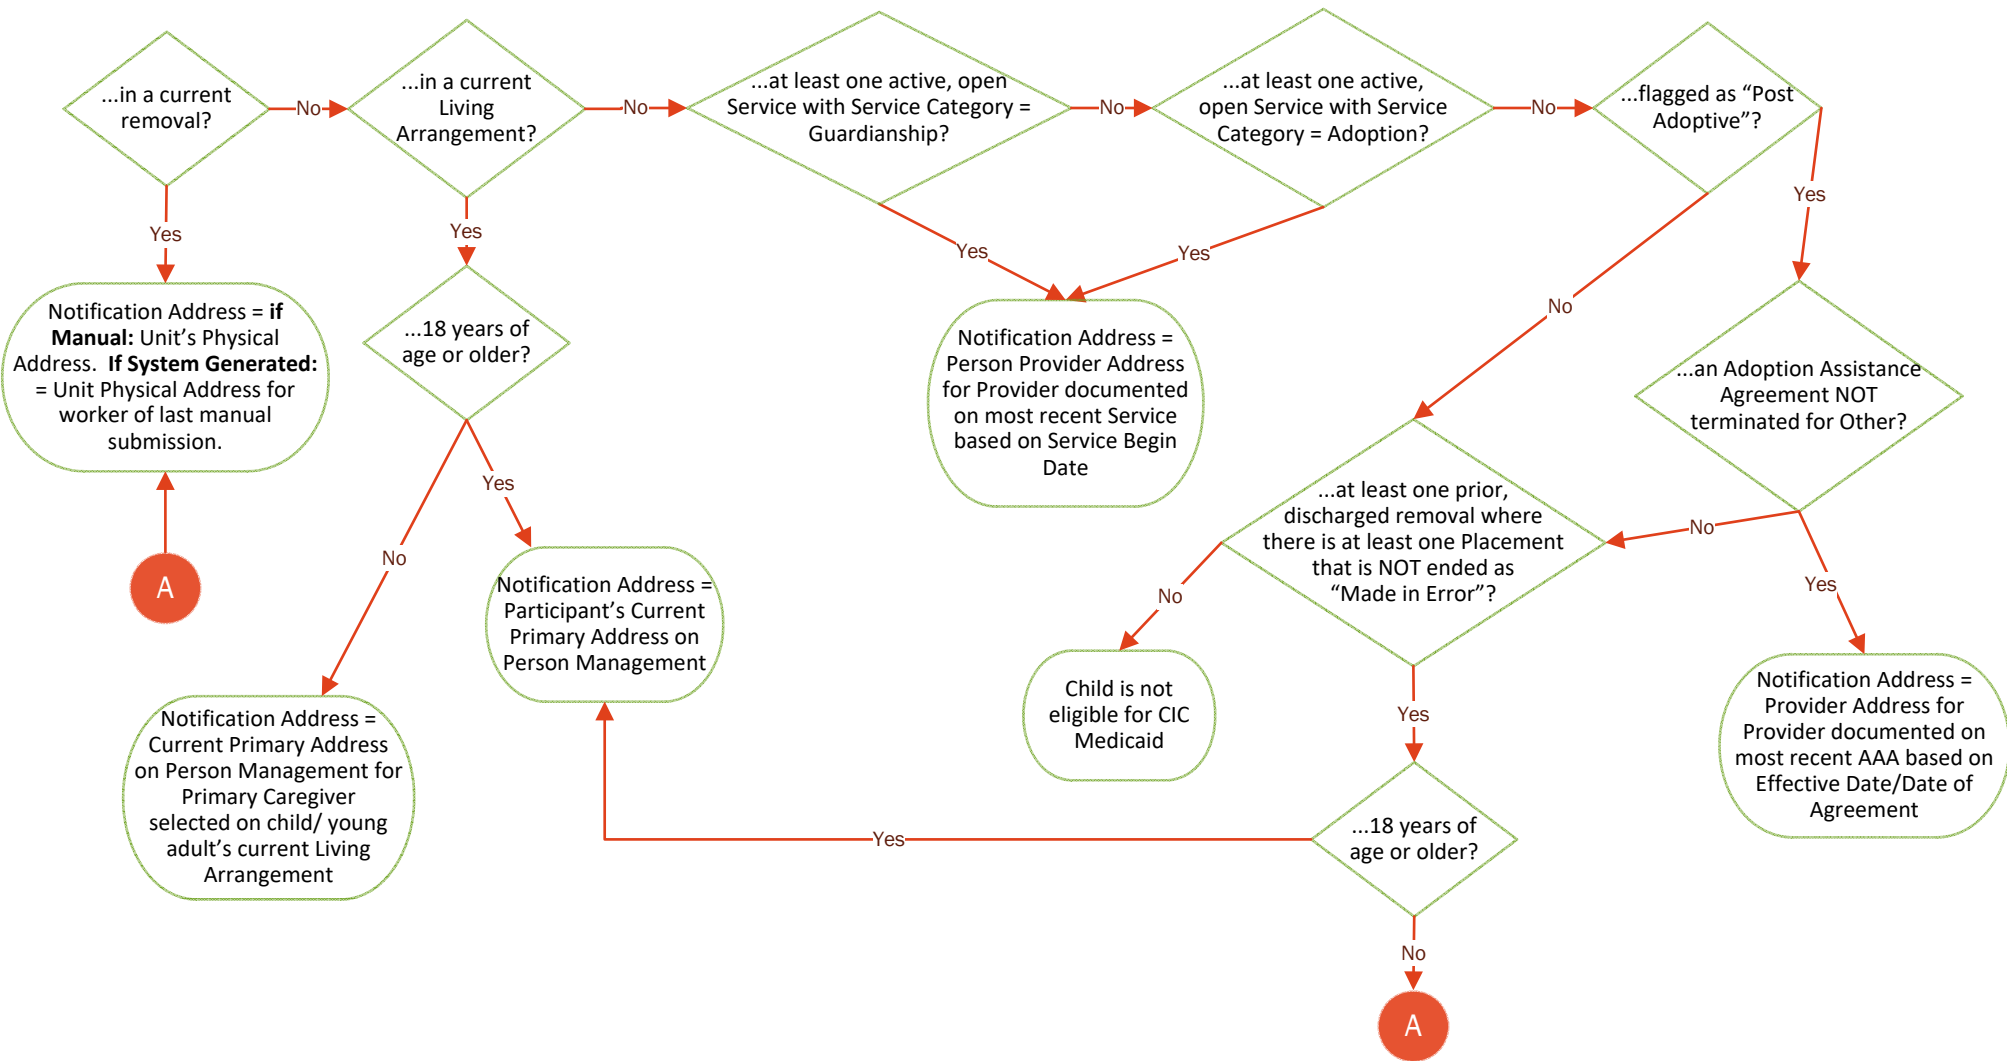 ...in a current
removal?
No
...in a current
Living
Arrangement?
No
...at least one active, open
Service with Service Category =
Guardianship?
No
...at least one active,
open Service with Service
Category = Adoption?
No
...flagged as “Post
Adoptive”?
Yes
Yes
Yes
Yes
Yes
Notification Address = if
Manual: Unit’s Physical
Address.  If System Generated:
= Unit Physical Address for
worker of last manual
submission.
...18 years of
age or older?
Notification Address =
Person Provider Address
for Provider documented
on most recent Service
based on Service Begin
Date
No
...an Adoption Assistance
Agreement NOT
terminated for Other?
Yes
No
A
Notification Address =
Participant’s Current
Primary Address on
Person Management
...at least one prior,
discharged removal where
there is at least one Placement
that is NOT ended as
“Made in Error”?
No
Yes
No
Notification Address =
Current Primary Address
on Person Management for
Primary Caregiver
selected on child/ young
adult’s current Living
Arrangement
Child is not
eligible for CIC
Medicaid
Yes
Notification Address =
Provider Address for
Provider documented on
most recent AAA based on
Effective Date/Date of
Agreement
Yes
...18 years of
age or older?
No
A